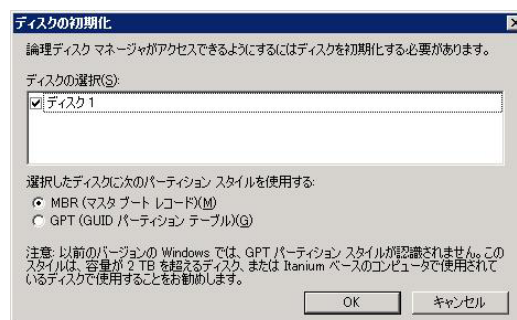 ディスクの初期化
論理ディスク マネージャがアクセスできるようにするにはディスクを初期化する必要があります。
ディスクの選択(S):
ディスク 1
選択したディスクに次のパーティション スタイルを使用する:
MBR (マスタ ブート レコード)(M)
GPT (GUID パーティション テーブル)(G)
注意: 以前のバージョンの Windows では、GPT パーティション スタイルが認識されません。この
スタイルは、容量が 2 TB を超えるディスク、または Itanium ベースのコンピュータで使用されて
いるディスクで使用することをお勧めします。
OK
キャンセル